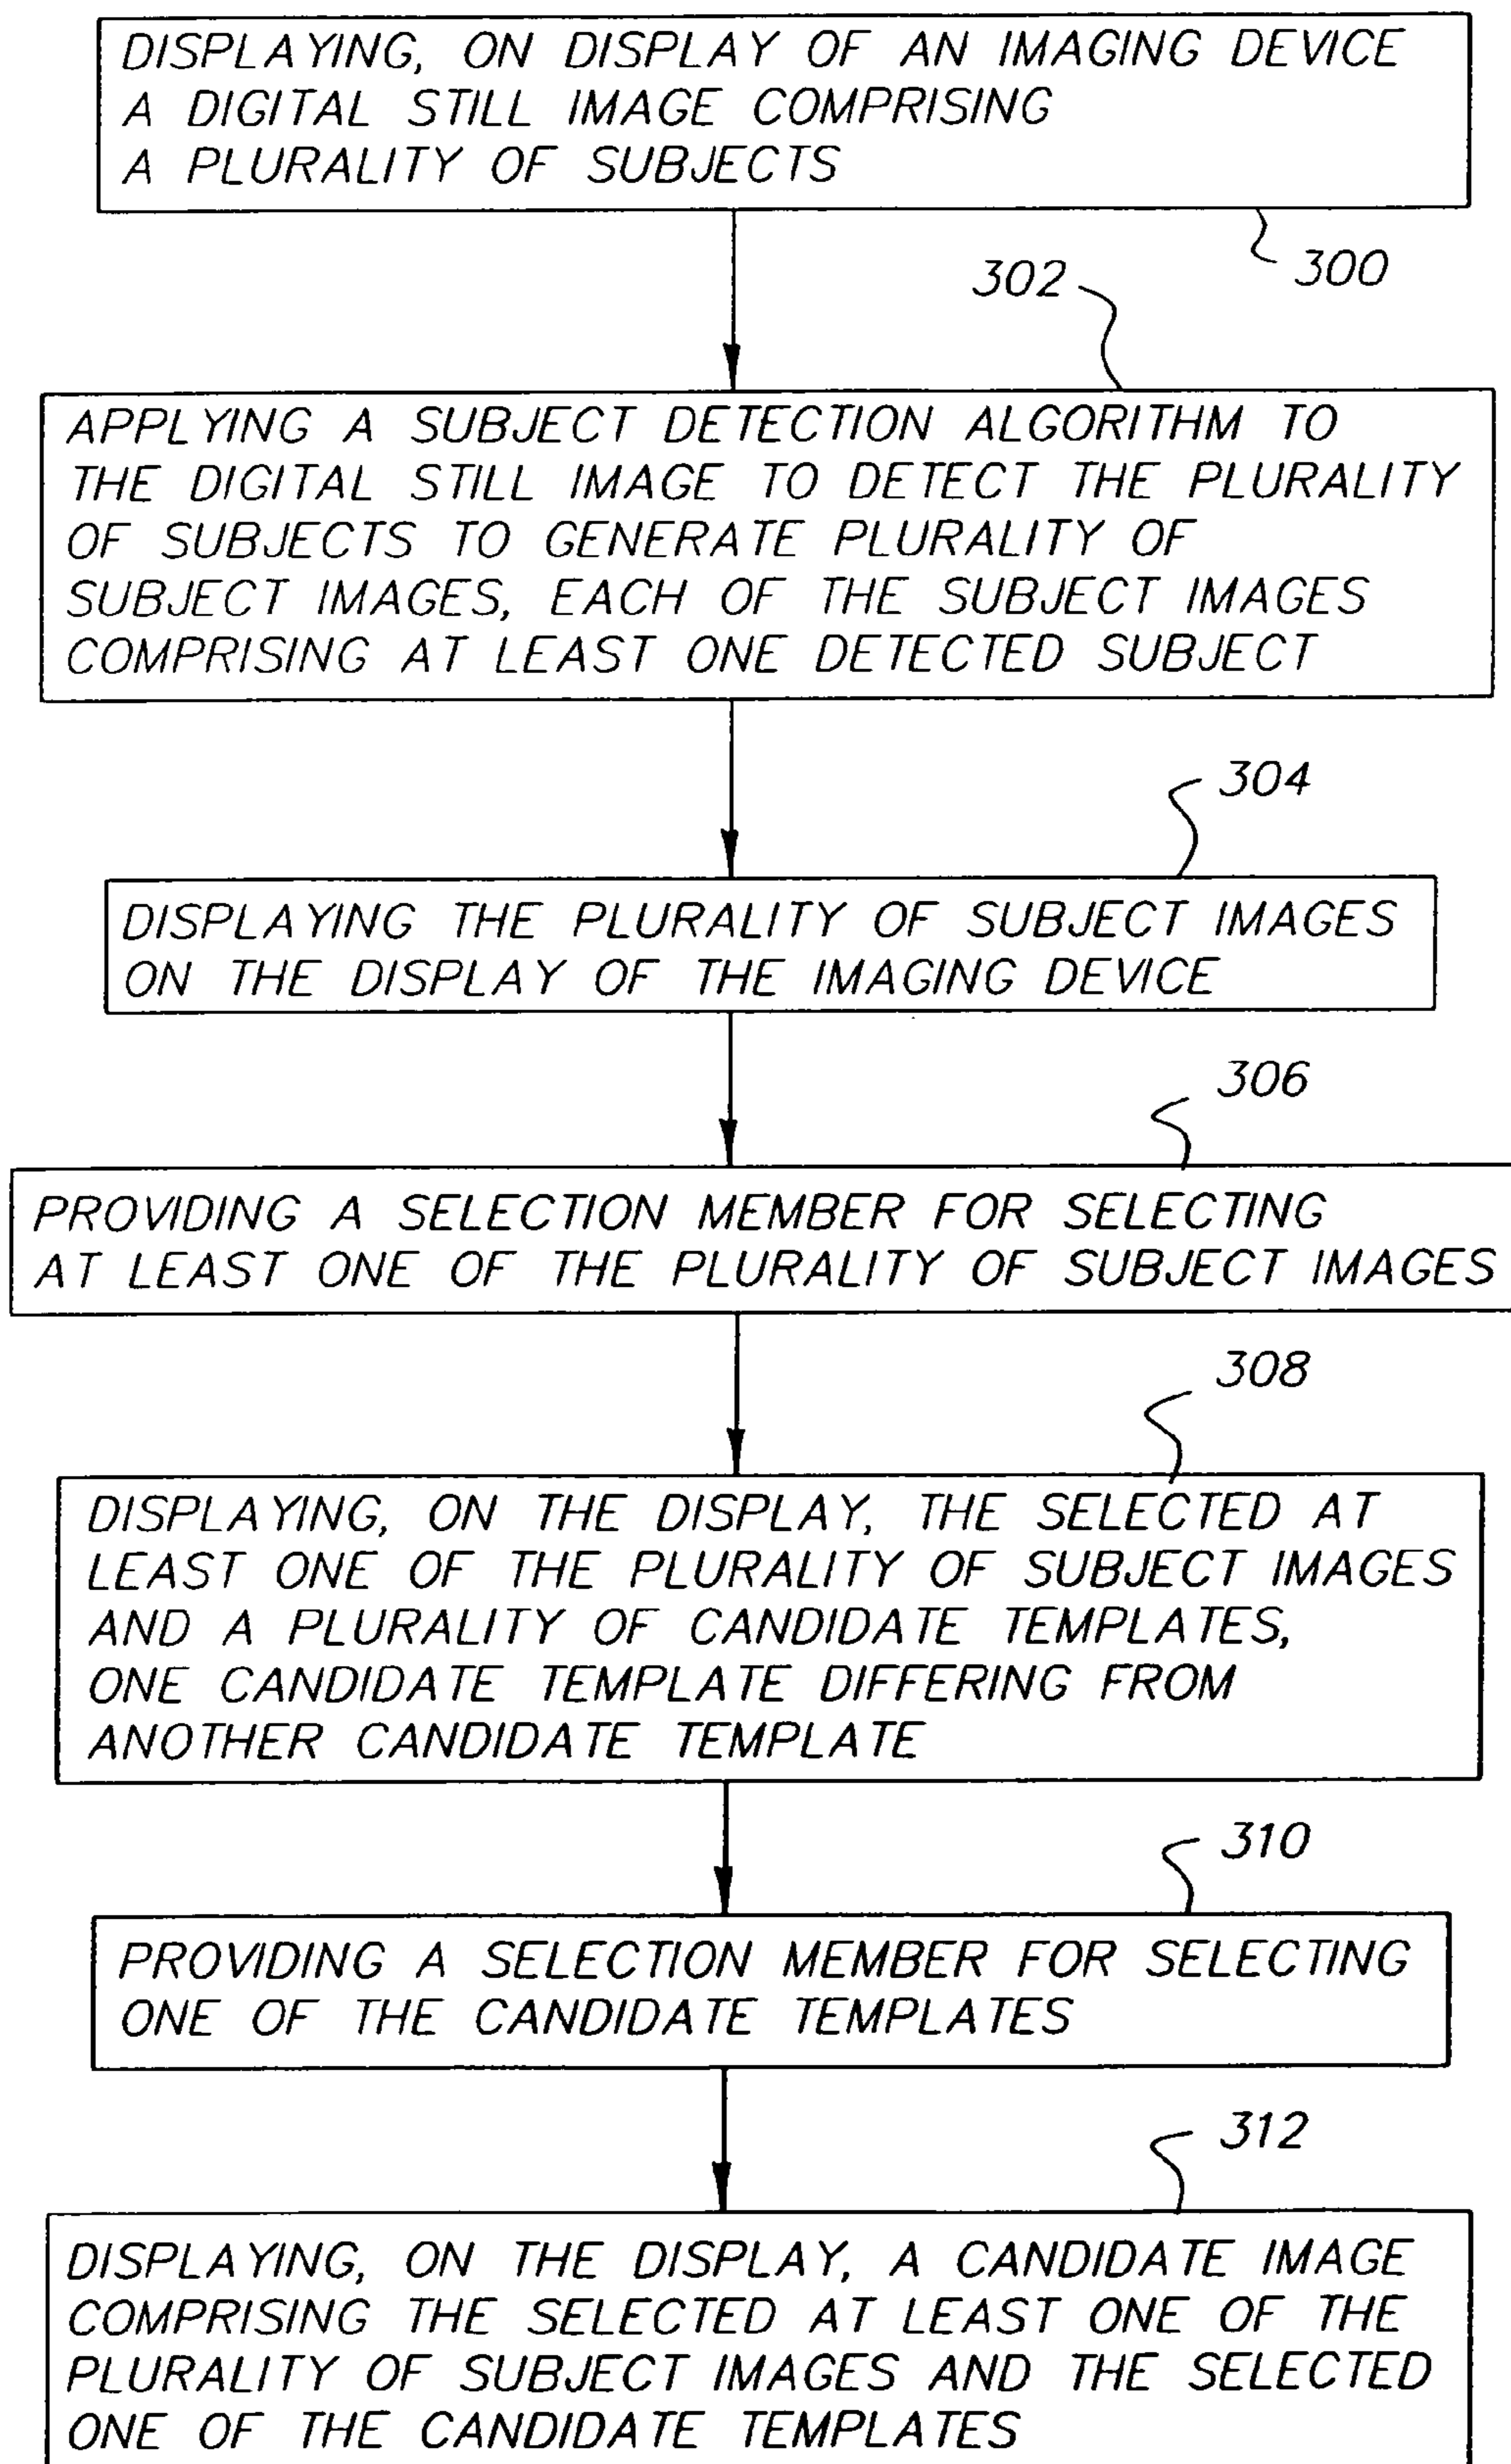 DISPLAYING, ON DISPLAY OF AN IMAGING DEVICE
A DIGITAL STILL IMAGE COMPRISING
A PLURALITY OF SUBJECTS
300
302
APPLYING A SUBJECT DETECTION ALGORITHM TO
THE DIGITAL STILL IMAGE TO DETECT THE PLURALITY
OF SUBJECTS TO GENERATE PLURALITY OF
SUBJECT IMAGES, EACH OF THE SUBJECT IMAGES
COMPRISING AT LEAST ONE DETECTED SUBJECT
304
DISPLAYING THE PLURALITY OF SUBJECT IMAGES
ON THE DISPLAY OF THE IMAGING DEVICE
306
PROVIDING A SELECTION MEMBER FOR SELECTING
AT LEAST ONE OF THE PLURALITY OF SUBJECT IMAGES
308
DISPLAYING, ON THE DISPLAY, THE SELECTED AT
LEAST ONE OF THE PLURALITY OF SUBJECT IMAGES
AND A PLURALITY OF CANDIDATE TEMPLATES,
ONE CANDIDATE TEMPLATE DIFFERING FROM
ANOTHER CANDIDATE TEMPLATE
310
PROVIDING A SELECTION MEMBER FOR SELECTING
ONE OF THE CANDIDATE TEMPLATES
312
DISPLAYING, ON THE DISPLAY, A CANDIDATE IMAGE
COMPRISING THE SELECTED AT LEAST ONE OF THE
PLURALITY OF SUBJECT IMAGES AND THE SELECTED
ONE OF THE CANDIDATE TEMPLATES